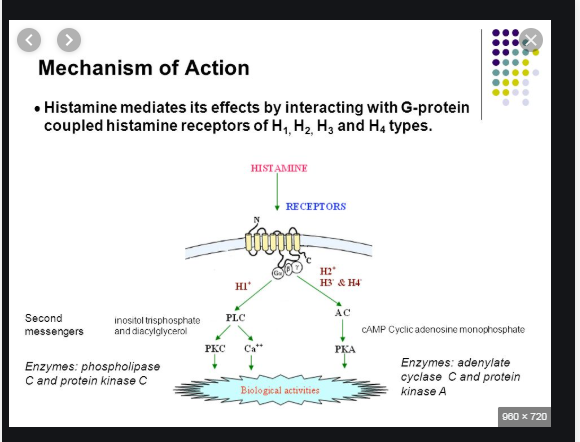 Mechanism of Action
• Histamine mediates its effects by interacting with G-protein
coupled histamine receptors of H1, H2, H3 and H4 types.
HISTAMINE
RECEPTORS
N
C
Gα β γ
H1+
H2+
H3- & H4-
Second
messengers
inositol trisphosphate
and diacylglycerol
PLC
AC
cAMP Cyclic adenosine monophosphate
PKC Ca++
PKA
Enzymes: phospholipase
C and protein kinase C
Enzymes: adenylate
cyclase C and protein
kinase A
Biological activities
960 × 720